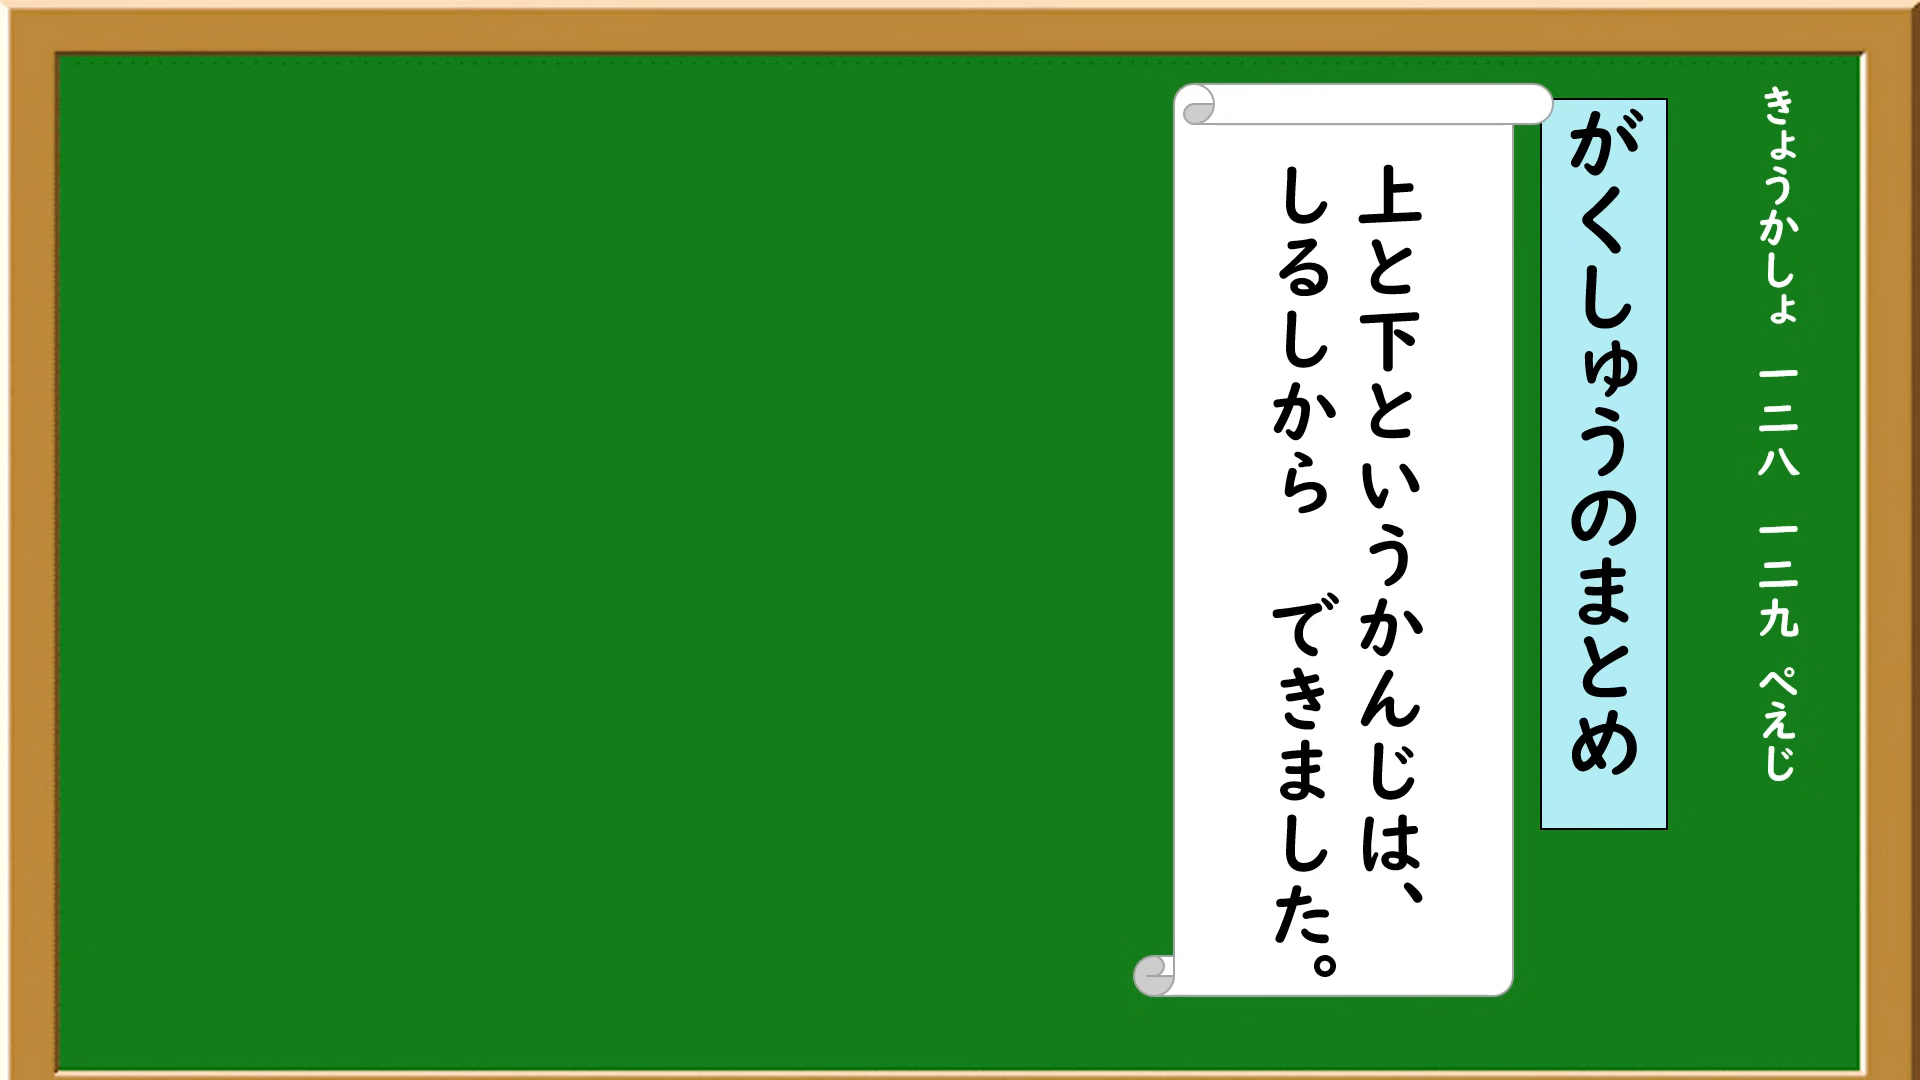 きょうかしょ 一二八 一二九 ぺえじ
がくしゅうのまとめ
上と下というかんじは、
しるしから　できました。